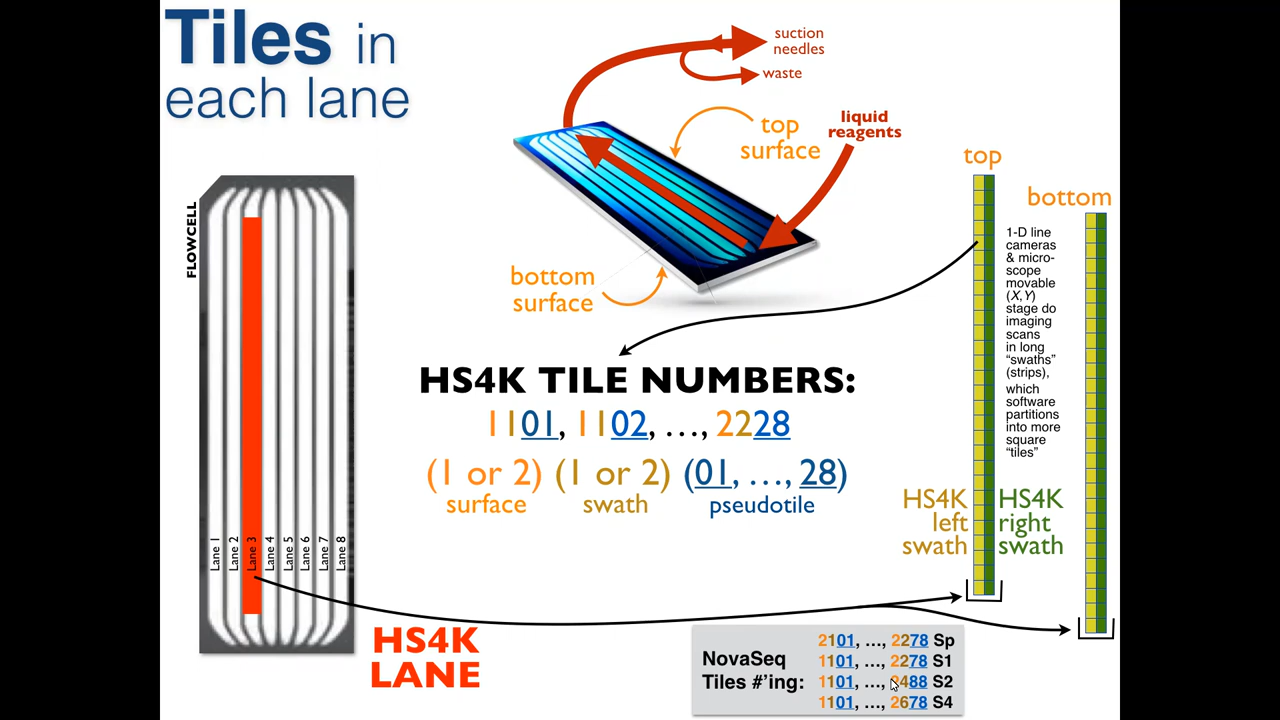 Tiles in
each lane
suction
needles
waste
top
surface
liquid
reagents
bottom
surface
top
bottom
1-D line
cameras
& micro-
scope
movable
(X,Y)
stage do
imaging
scans
in long
“swaths”
(strips),
which
software
partitions
into more
square
“tiles”
FLOWCELL
Lane 1
Lane 2
Lane 3
Lane 4
Lane 5
Lane 6
Lane 7
Lane 8
HS4K TILE NUMBERS:
1101, 1102, …, 2228
(1 or 2) (1 or 2) (01, …, 28)
surface swath pseudotile
HS4K
left
swath
HS4K
right
swath
HS4K
LANE
NovaSeq
Tiles #’ing:
2101, …, 2278 Sp
1101, …, 2278 S1
1101, …, 2488 S2
1101, …, 2678 S4